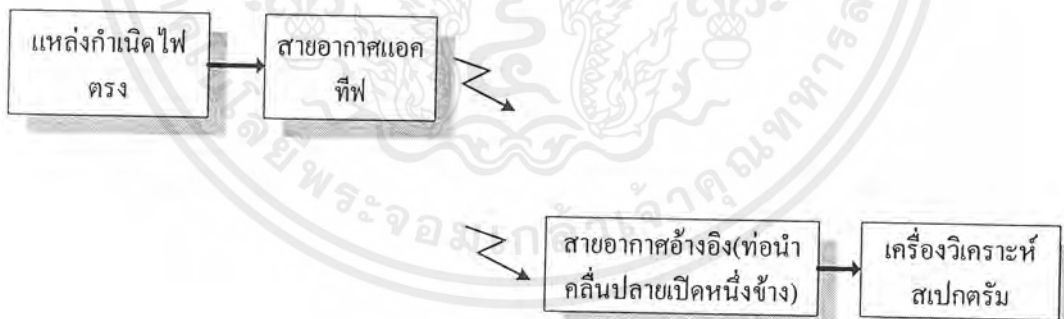 แหล่งกำเนิดไฟ
ตรง
สายอากาศแอค
ทีฟ
สายอากาศอ้างอิง(ท่อนำ
คลื่นปลายเปิดหนึ่งข้าง)
เครื่องวิเคราะห์
สเปกตรัม